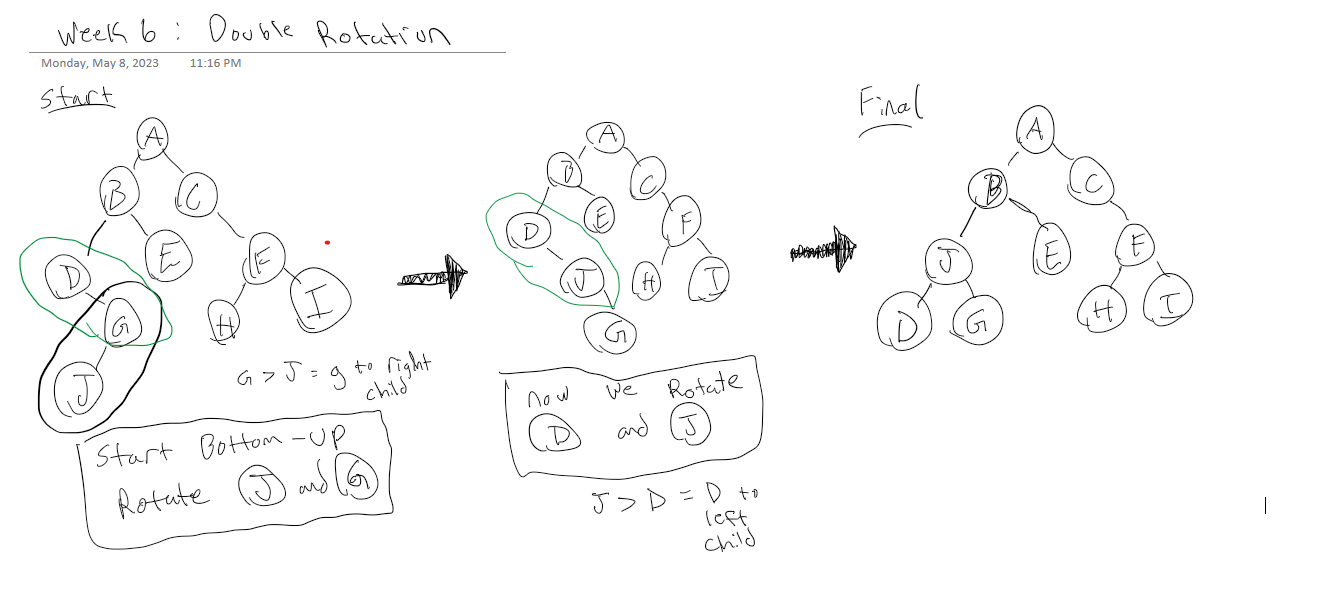 Week 6 : Double Rotation
Monday, May 8, 2023 11:16 PM
Start
A
B C
D E F
G H I
J
G > J = g to right
child
Start Bottom-up
Rotate J and G
A
B C
D E F
J H I
G
now we Rotate
D and J
J > D = D to
left
child
Final
A
B C
J E F
D G H I